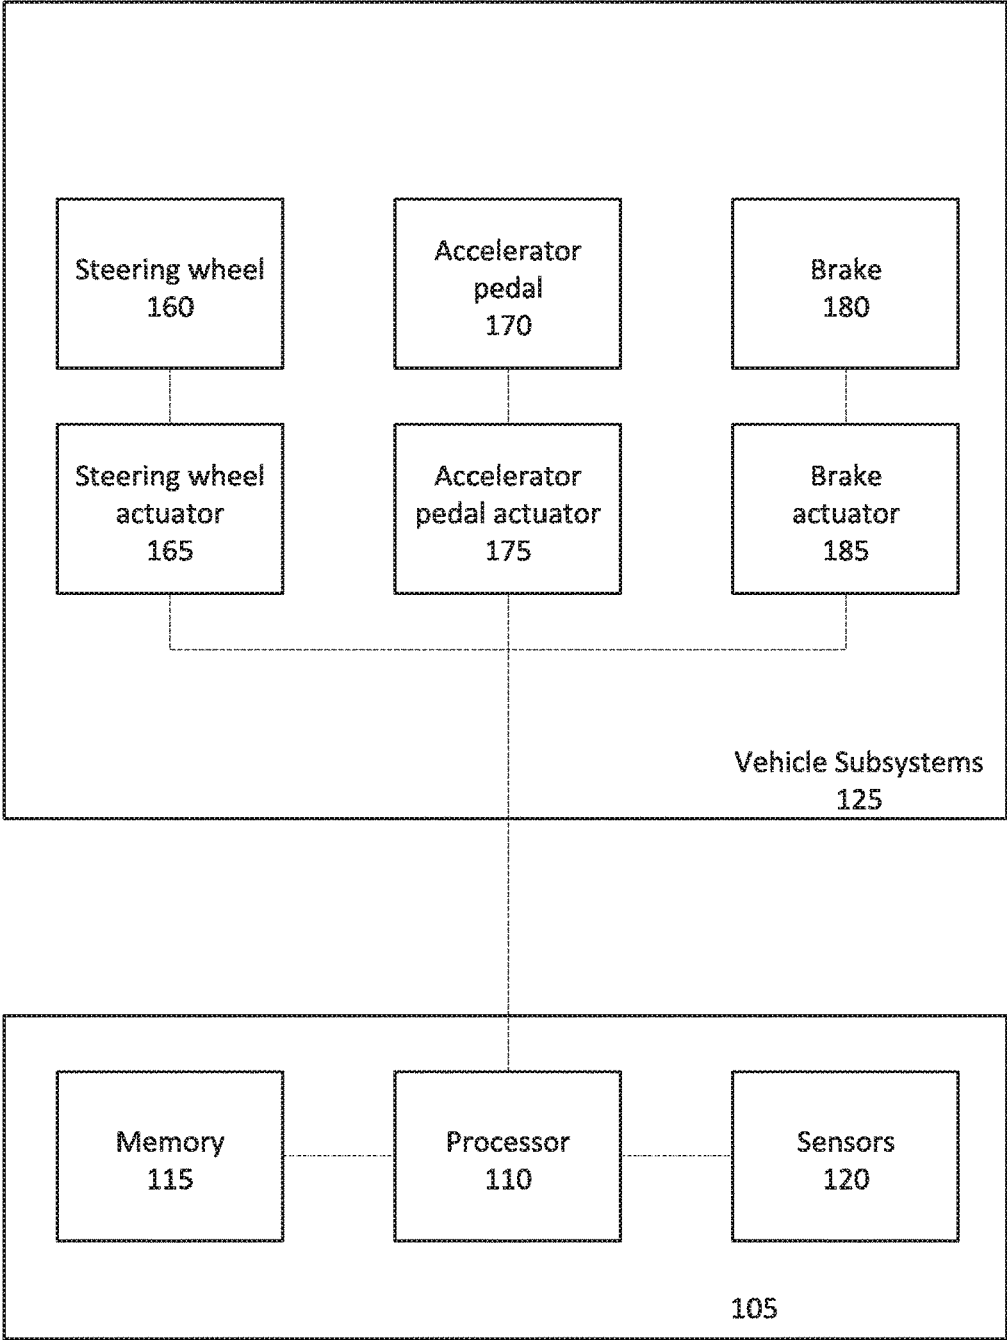 Steering wheel
160
Accelerator
pedal
170
Brake
180
Steering wheel
actuator
165
Accelerator
pedal actuator
175
Brake
actuator
185
Vehicle Subsystems
125
Memory
115
Processor
110
Sensors
120
105